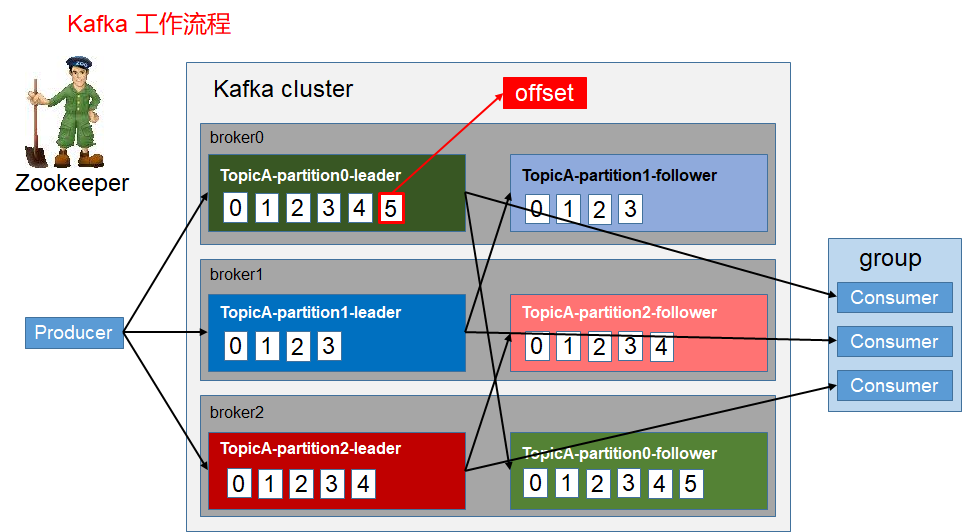 Kafka 工作流程
ZOO
Zookeeper
Kafka cluster
offset
broker0
TopicA-partition0-leader
0 1 2 3 4 5
TopicA-partition1-follower
0 1 2 3
broker1
TopicA-partition1-leader
0 1 2 3
TopicA-partition2-follower
0 1 2 3 4
broker2
TopicA-partition2-leader
0 1 2 3 4
TopicA-partition0-follower
0 1 2 3 4 5
Producer
group
Consumer
Consumer
Consumer